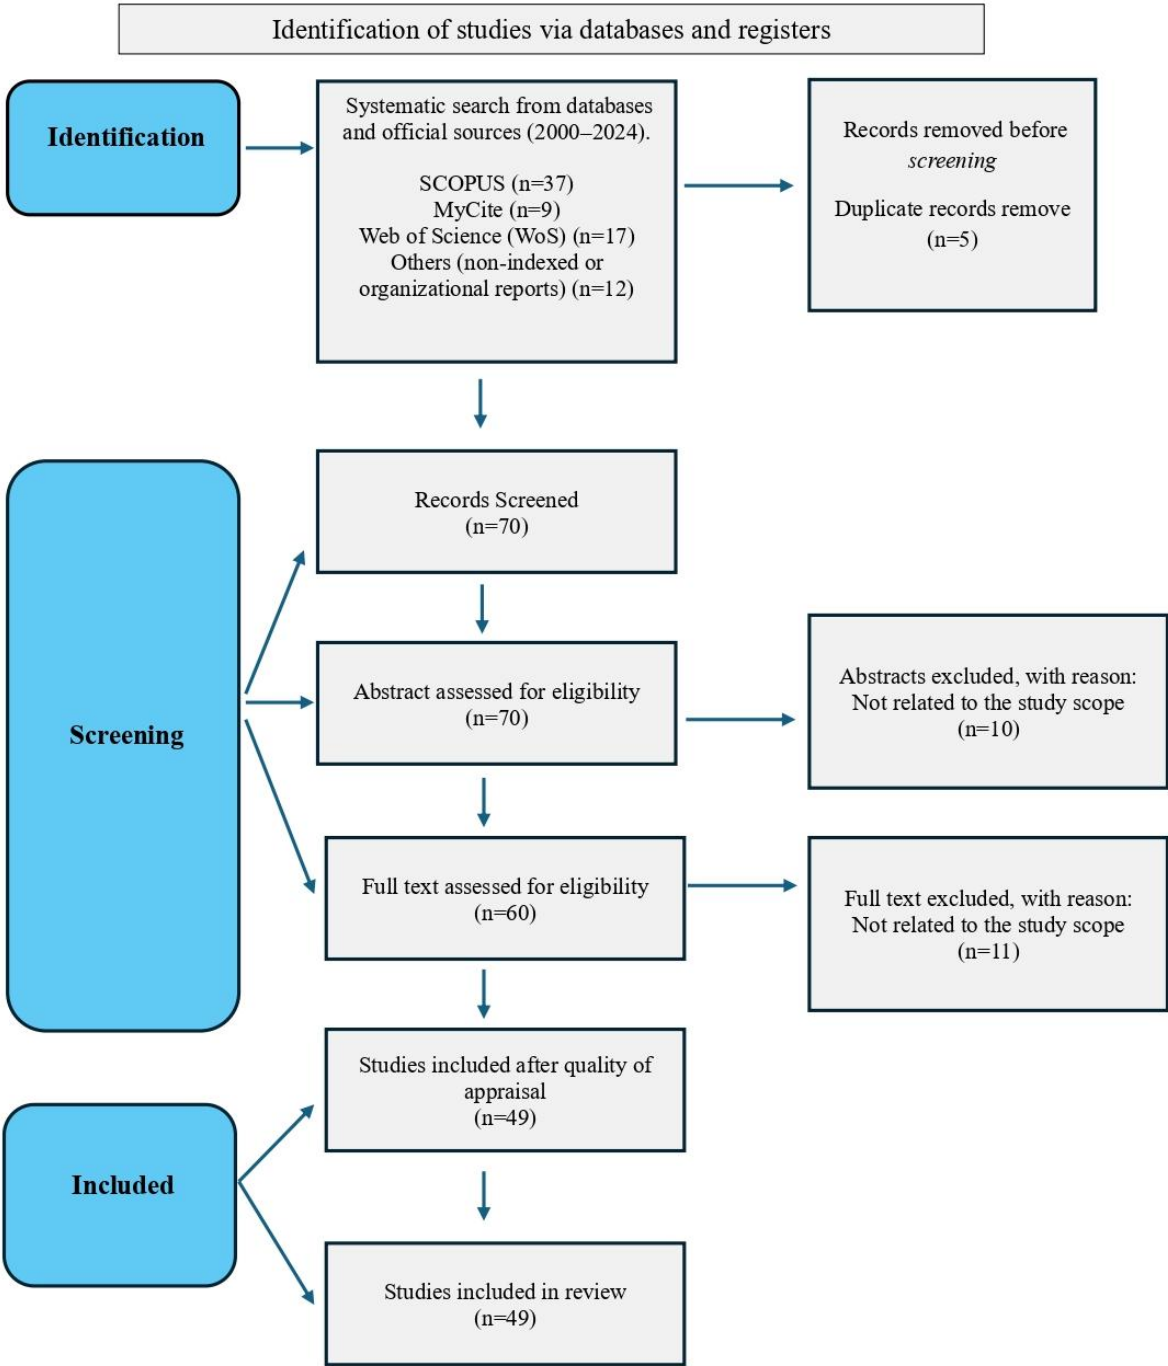 Identification of studies via databases and registers
Identification
Systematic search from databases
and official sources (2000–2024).
SCOPUS (n=37)
MyCite (n=9)
Web of Science (WoS) (n=17)
Others (non-indexed or
organizational reports) (n=12)
Records removed before
screening
Duplicate records remove
(n=5)
Screening
Records Screened
(n=70)
Abstract assessed for eligibility
(n=70)
Abstracts excluded, with reason:
Not related to the study scope
(n=10)
Full text assessed for eligibility
(n=60)
Full text excluded, with reason:
Not related to the study scope
(n=11)
Included
Studies included after quality of
appraisal
(n=49)
Studies included in review
(n=49)